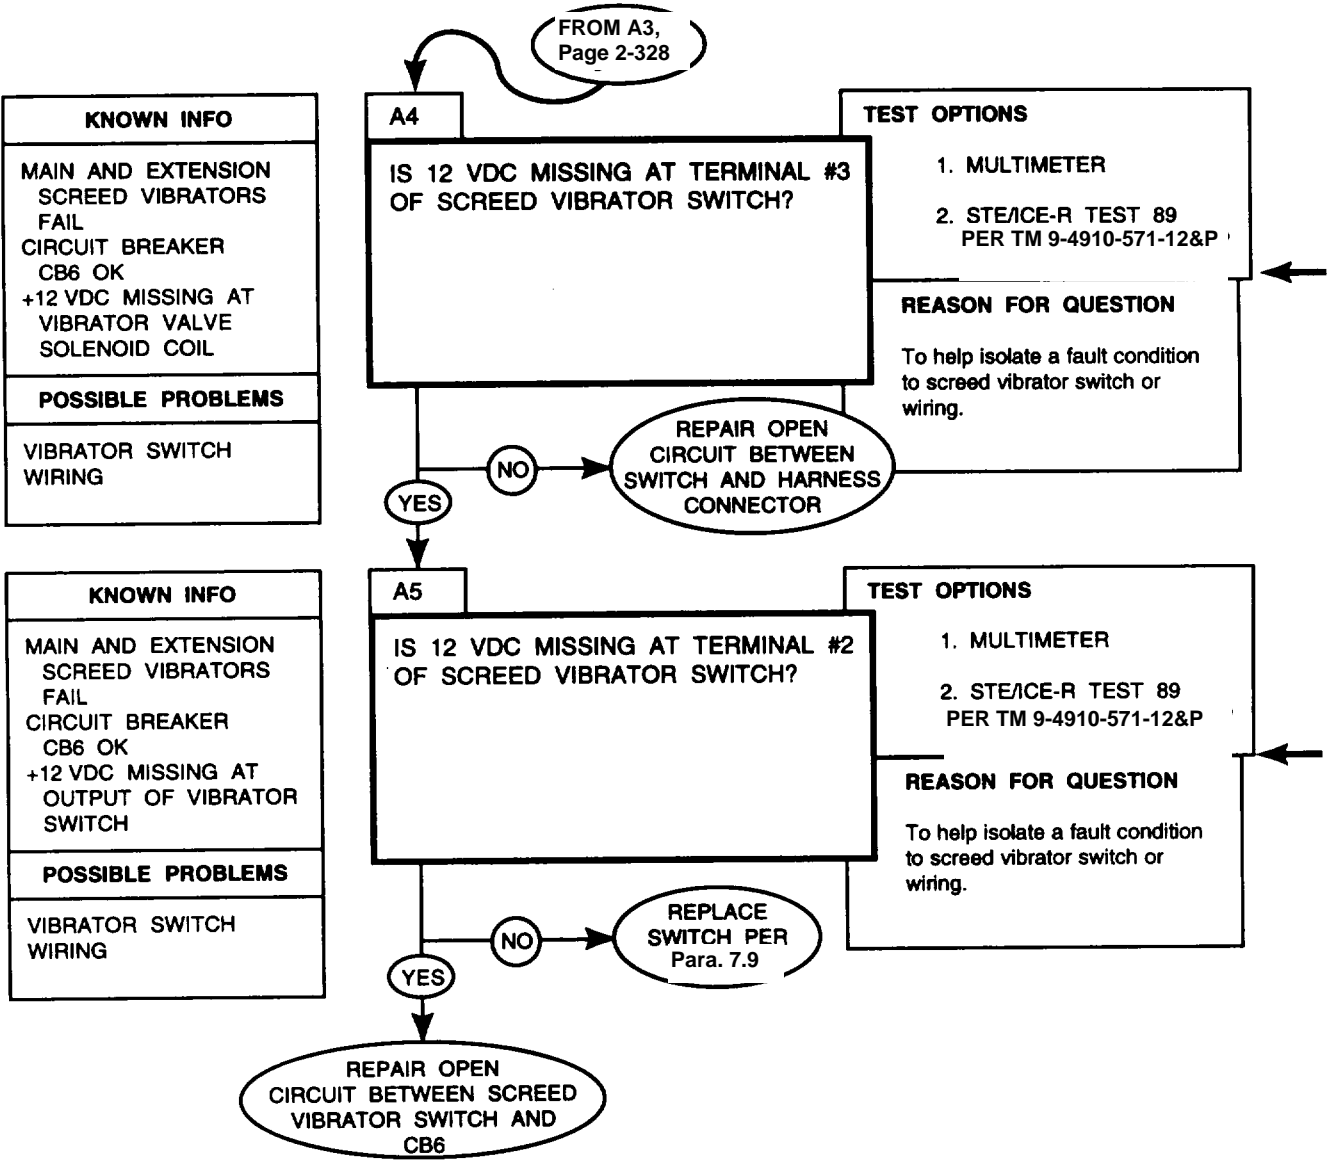 FROM A3,
Page 2-328
KNOWN INFO
MAIN AND EXTENSION
SCREED VIBRATORS
FAIL
CIRCUIT BREAKER
CB6 OK
+12 VDC MISSING AT
VIBRATOR VALVE
SOLENOID COIL
POSSIBLE PROBLEMS
VIBRATOR SWITCH
WIRING
A4
IS 12 VDC MISSING AT TERMINAL #3
OF SCREED VIBRATOR SWITCH?
TEST OPTIONS
1. MULTIMETER
2. STE/ICE-R TEST 89
PER TM 9-4910-571-12&P
REASON FOR QUESTION
To help isolate a fault condition
to screed vibrator switch or
wiring.
NO
REPAIR OPEN
CIRCUIT BETWEEN
SWITCH AND HARNESS
CONNECTOR
YES
KNOWN INFO
MAIN AND EXTENSION
SCREED VIBRATORS
FAIL
CIRCUIT BREAKER
CB6 OK
+12 VDC MISSING AT
OUTPUT OF VIBRATOR
SWITCH
POSSIBLE PROBLEMS
VIBRATOR SWITCH
WIRING
A5
IS 12 VDC MISSING AT TERMINAL #2
OF SCREED VIBRATOR SWITCH?
TEST OPTIONS
1. MULTIMETER
2. STE/ICE-R TEST 89
PER TM 9-4910-571-12&P
REASON FOR QUESTION
To help isolate a fault condition
to screed vibrator switch or
wiring.
NO
REPLACE
SWITCH PER
Para. 7.9
YES
REPAIR OPEN
CIRCUIT BETWEEN SCREED
VIBRATOR SWITCH AND
CB6